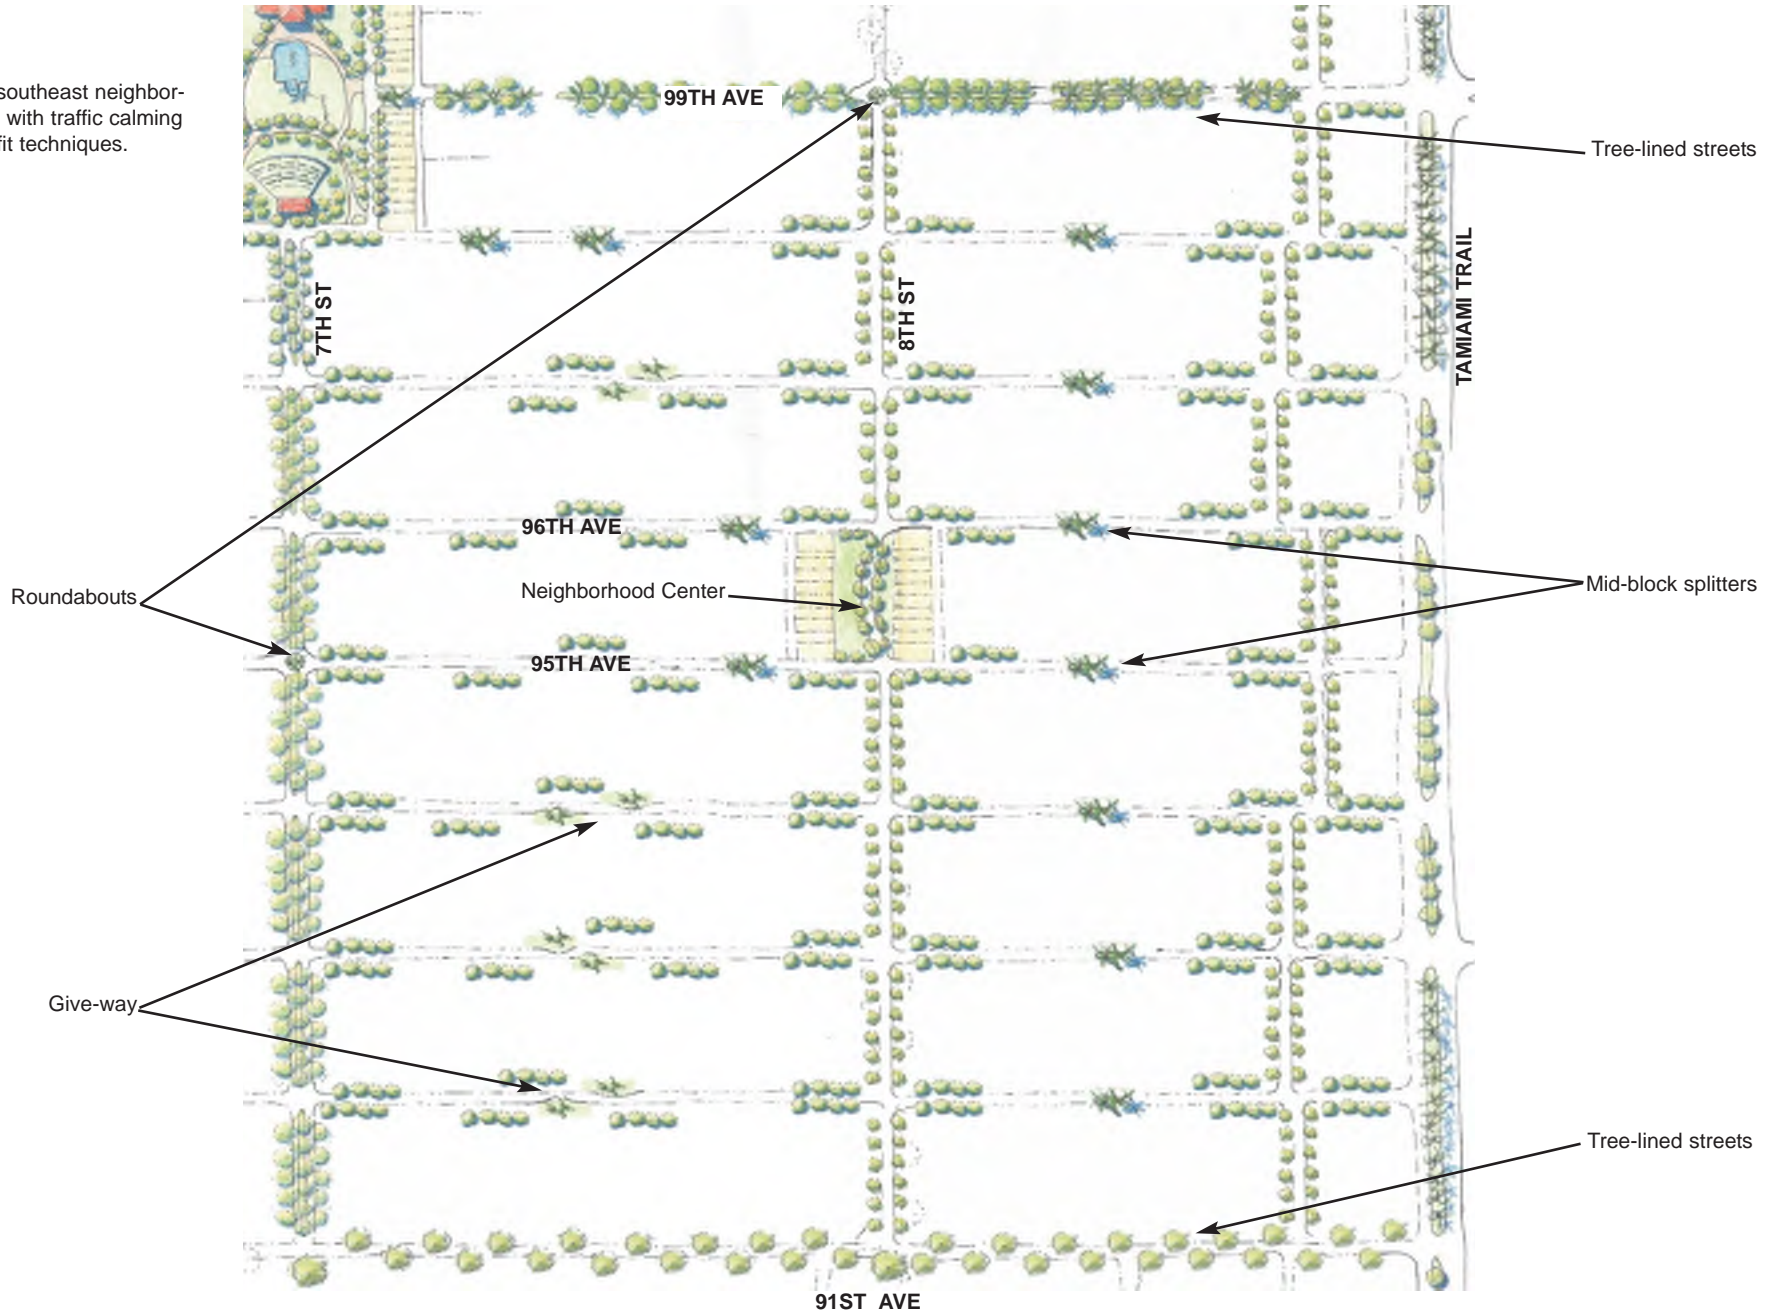 southeast neighbor-
with traffic calming
fit techniques.
99TH AVE
Tree-lined streets
7TH ST
8TH ST
TAMIAMI TRAIL
96TH AVE
Neighborhood Center
Roundabouts
Mid-block splitters
95TH AVE
Give-way
Tree-lined streets
91ST AVE